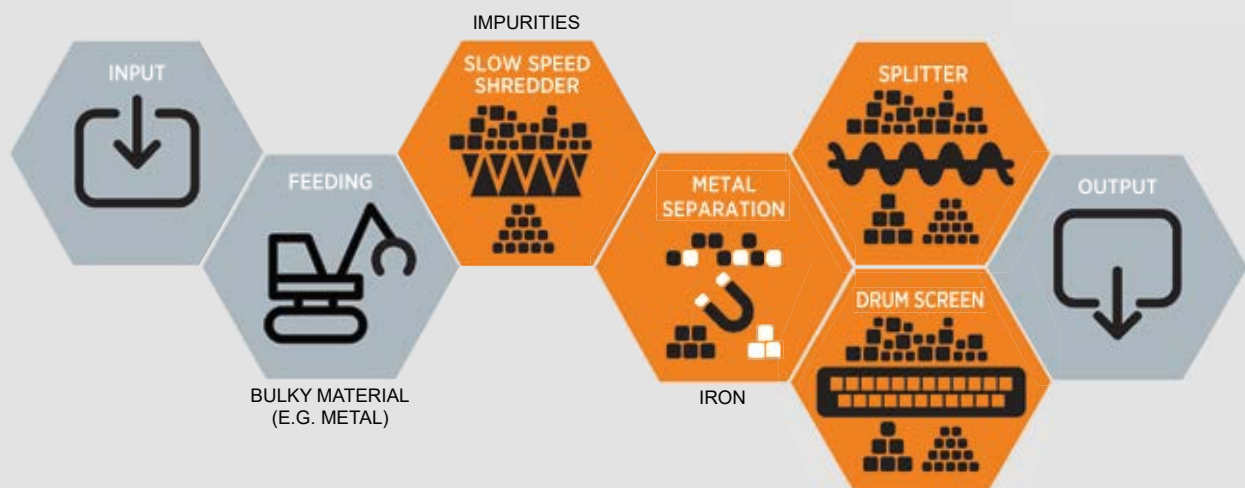 INPUT
FEEDING
BULKY MATERIAL
(E.G. METAL)
IMPURITIES
SLOW SPEED
SHREDDER
METAL
SEPARATION
IRON
SPLITTER
DRUM SCREEN
OUTPUT